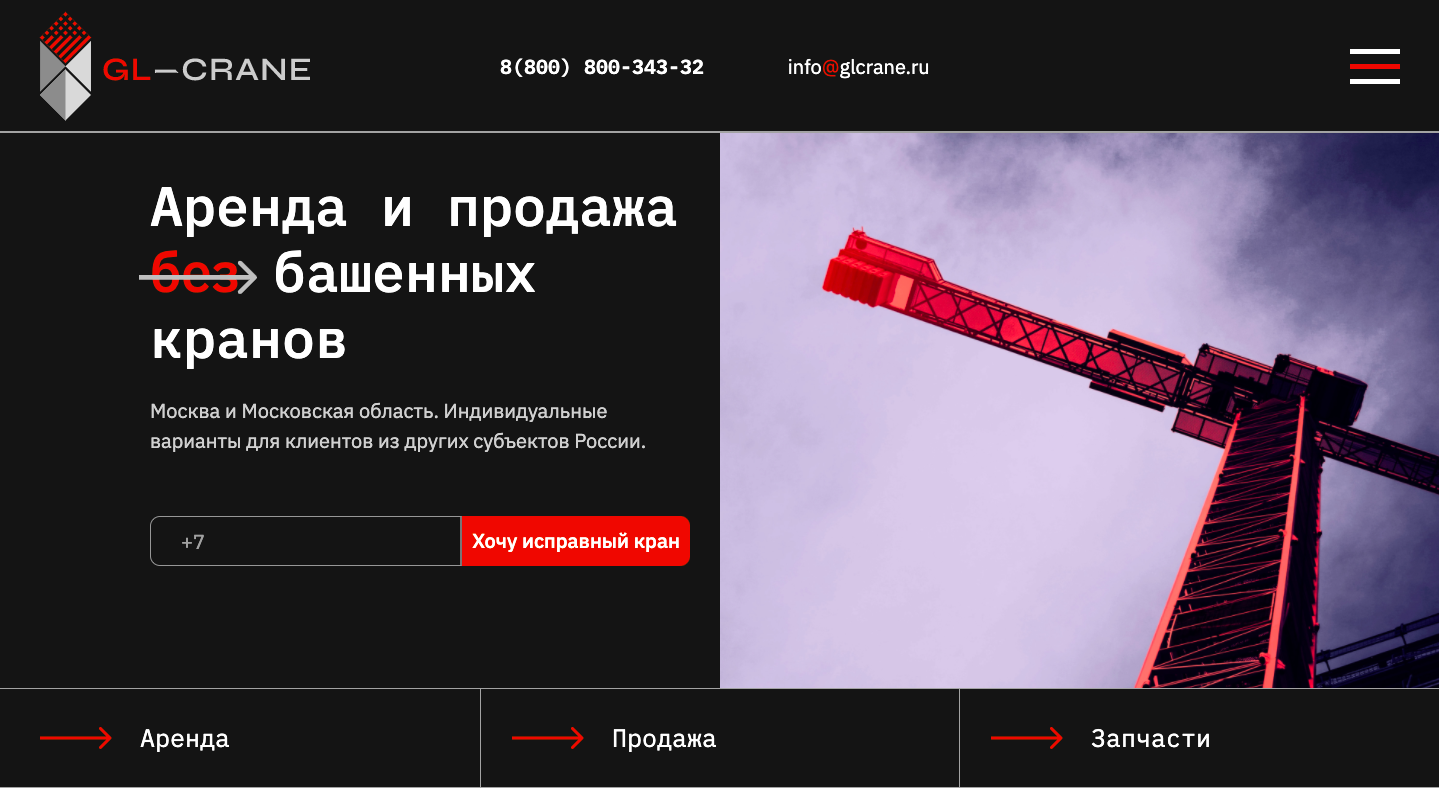 GL—CRANE
8(800) 800-343-32
info@glcrane.ru
Аренда и продажа
без башенных
кранов
Москва и Московская область. Индивидуальные
варианты для клиентов из других субъектов России.
+7
Хочу исправный кран
Аренда
Продажа
Запчасти